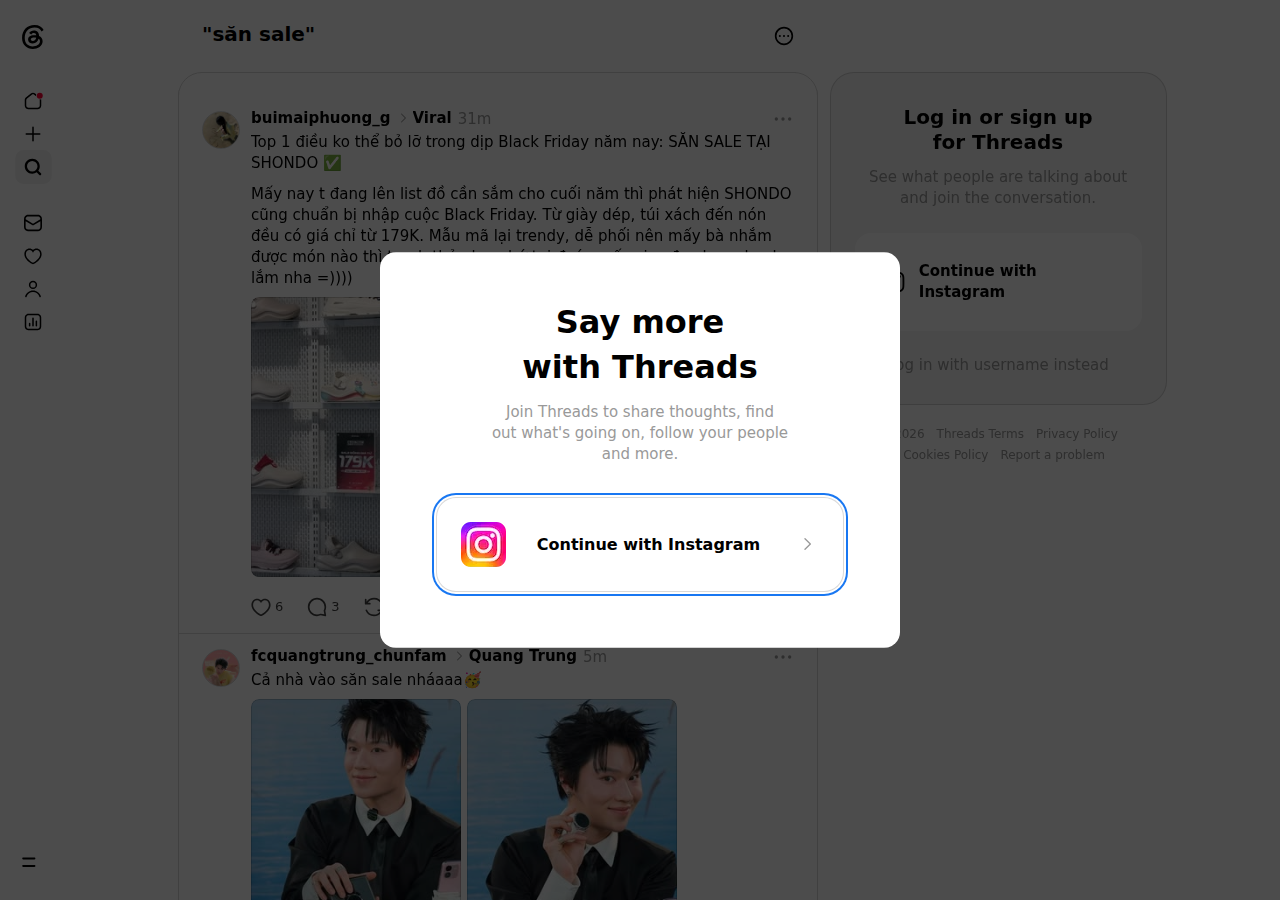 "săn sale"
buimaiphuong_g
Viral
31m
Top 1 điều ko thể bỏ lỡ trong dịp Black Friday năm nay: SĂN SALE TẠI
SHONDO ✅
Mấy nay t đang lên list đồ cần sắm cho cuối năm thì phát hiện SHONDO
cũng chuẩn bị nhập cuộc Black Friday. Từ giày dép, túi xách đến nón
đều có giá chỉ từ 179K. Mẫu mã lại trendy, dễ phối nên mấy bà nhắm
được món nào thì
lắm nha =))))
179K
6
3
Say more
with Threads
Join Threads to share thoughts, find
out what's going on, follow your people
and more.
Continue with Instagram
fcquangtrung_chunfam
Quang Trung
5m
Cả nhà vào săn sale nháaaa🥳
Log in or sign up
for Threads
See what people are talking about
and join the conversation.
Continue with
Instagram
og in with username instead
026
Threads Terms
Privacy Policy
Cookies Policy
Report a problem